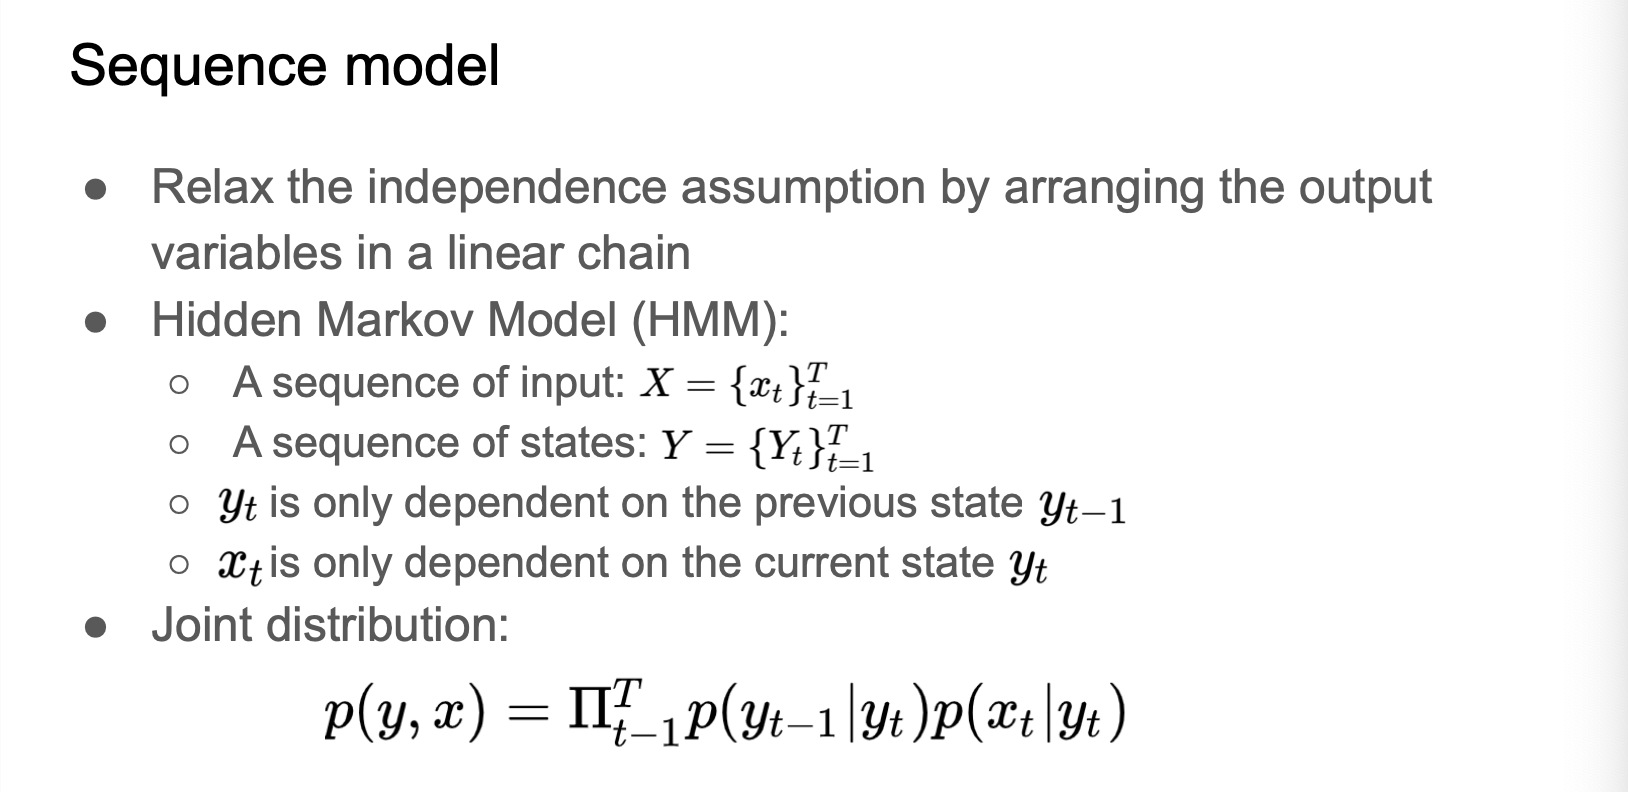 Sequence model
● Relax the independence assumption by arranging the output
variables in a linear chain
● Hidden Markov Model (HMM):
○ A sequence of input: $X = \{x_t\}_{t=1}^T$
○ A sequence of states: $Y = \{Y_t\}_{t=1}^T$
○ $y_t$ is only dependent on the previous state $y_{t-1}$
○ $x_t$ is only dependent on the current state $y_t$
● Joint distribution:
$p(y, x) = \Pi_{t-1}^T p(y_{t-1}|y_t)p(x_t|y_t)$